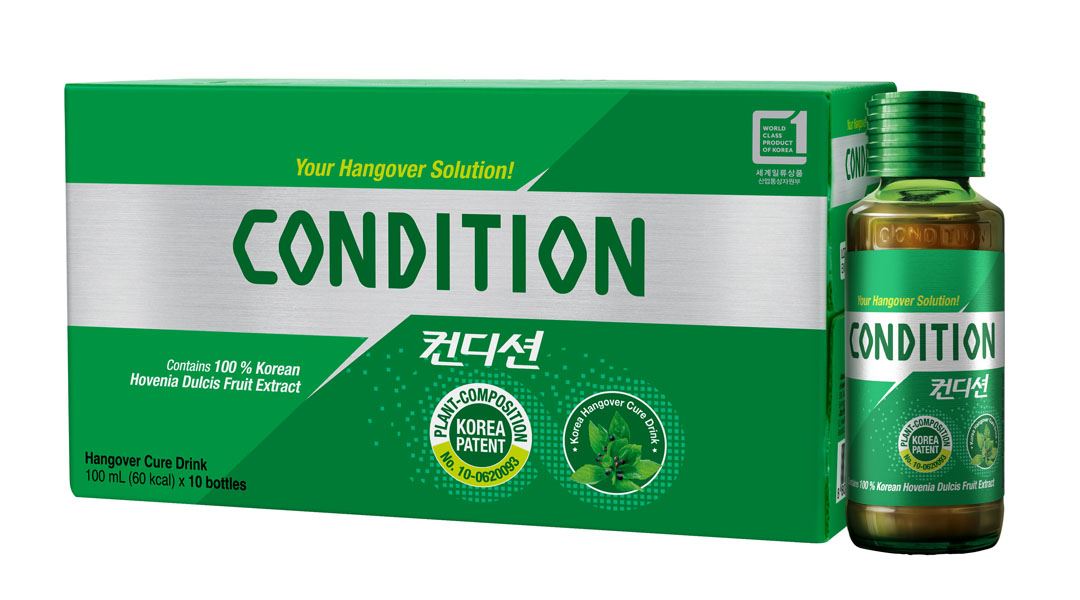 Your Hangover Solution!
CONDITION
컨디션
Contains 100 % Korean
Hovenia Dulcis Fruit Extract
PLANT-COMPOSITION
KOREA
PATENT
No. 10-0620093
Korea Hangover Cure Drink
Hangover Cure Drink
100 mL (60 kcal) x 10 bottles
WORLD
CLASS
PRODUCT
OF KOREA
세계일류상품
산업통상자원부
CONDITION
Your Hangover Solution!
CONDITION
컨디션
PLANT-COMPOSITION
KOREA
PATENT
No. 10-0620093
Korea Hangover Cure Drink
100 % Korean Hovenia Dulcis Fruit Extract